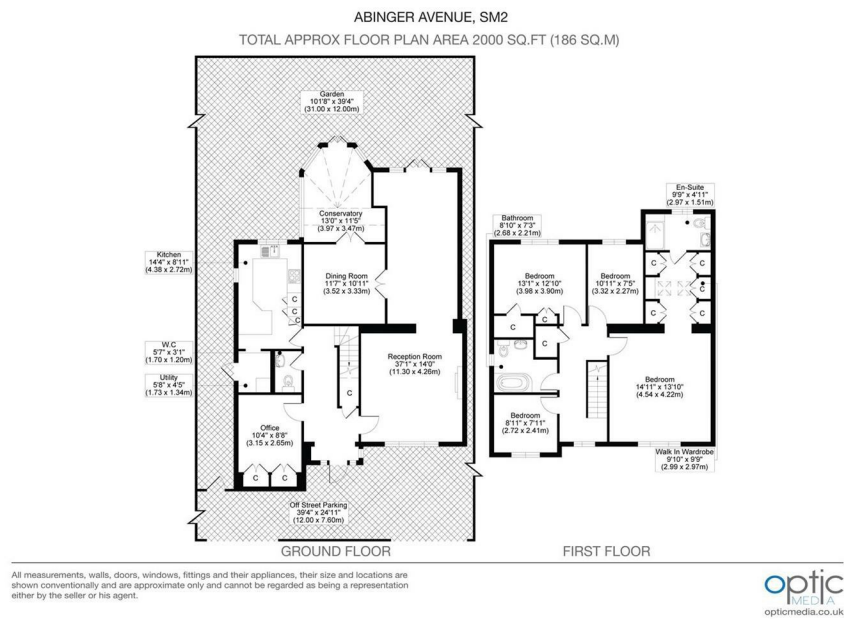 ABINGER AVENUE, SM2
TOTAL APPROX FLOOR PLAN AREA 2000 SQ.FT (186 SQ.M)
Garden
101'8" x 39'4"
(31.00 x 12.00m)
Conservatory
13'0" x 11'5"
(3.97 x 3.47m)
Kitchen
14'4" x 8'11"
(4.38 x 2.72m)
Dining Room
11'7" x 10'11"
(3.52 x 3.33m)
C
C
C
W.C
5'7" x 3'1"
(1.70 x 1.20m)
Utility
5'8" x 4'5"
(1.73 x 1.34m)
Reception Room
37'1" x 14'0"
(11.30 x 4.26m)
C
Office
10'4" x 8'8"
(3.15 x 2.65m)
C
C
Off Street Parking
39'4" x 24'11"
(12.00 x 7.60m)
GROUND FLOOR
En-Suite
9'9" x 4'11"
(2.97 x 1.51m)
Bathroom
8'10" x 7'3"
(2.68 x 2.21m)
Bedroom
13'1" x 12'10"
(3.98 x 3.90m)
Bedroom
10'11" x 7'5"
(3.32 x 2.27m)
C
C
C
C
C
C
C
C
C
Bedroom
14'11" x 13'10"
(4.54 x 4.22m)
Bedroom
8'11" x 7'11"
(2.72 x 2.41m)
Walk In Wardrobe
9'10" x 9'9"
(2.99 x 2.97m)
FIRST FLOOR
All measurements, walls, doors, windows, fittings and their appliances, their size and locations are
shown conventionally and are approximate only and cannot be regarded as being a representation
either by the seller or his agent.
optic
MEDIA
opticmedia.co.uk